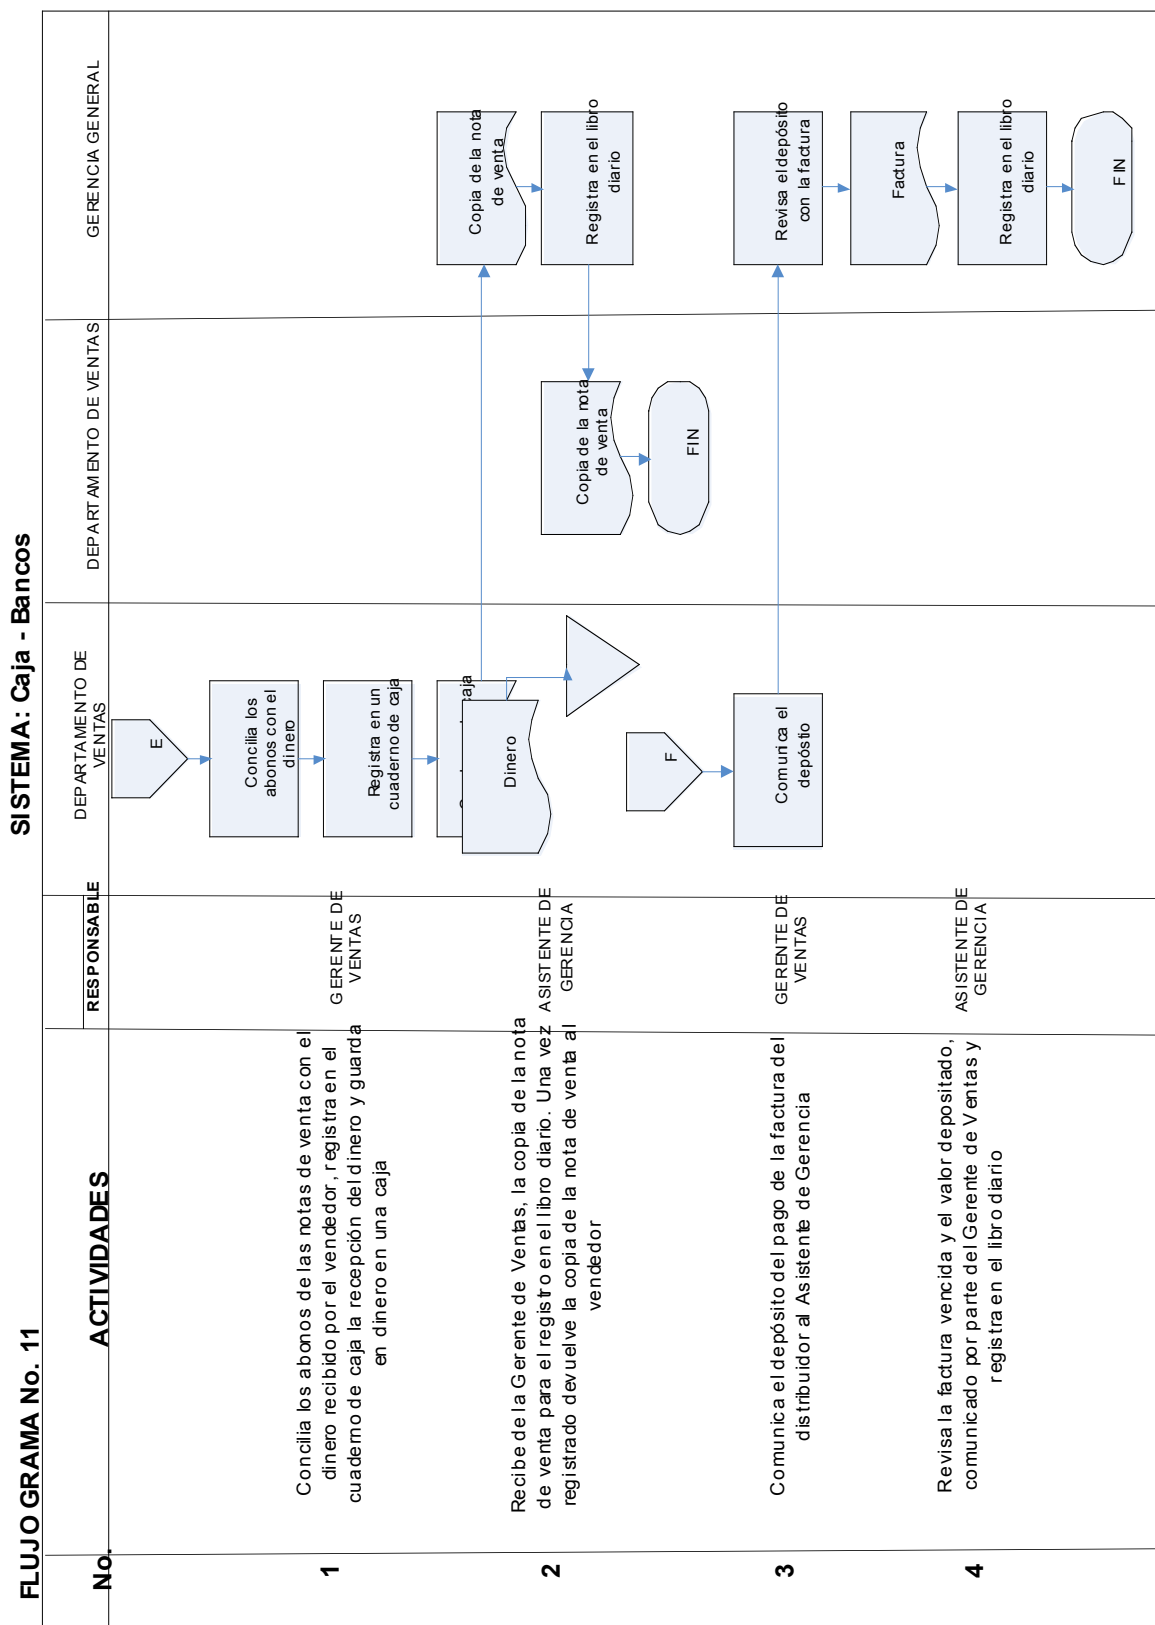 FLUJOGRAMA No. 11
SISTEMA: Caja - Bancos
No.
ACTIVIDADES
RESPONSABLE
DEPARTAMENTO DE
VENTAS
DEPARTAMENTO DE VENTAS
GERENCIA GENERAL
1
Concilia los abonos de las notas de venta con el
dinero recibido por el vendedor, registra en el
cuaderno de caja la recepción del dinero y guarda
en dinero en una caja
GERENTE DE
VENTAS
E
Concilia los
abonos con el
dinero
Registra en un
cuaderno de caja
caja
Dinero
2
Recibe de la Gerente de Ventas, la copia de la nota
de venta para el registro en el libro diario. Una vez
registrado devuelve la copia de la nota de venta al
vendedor
ASISTENTE DE
GERENCIA
Copia de la nota
de venta
Registra en el libro
diario
Copia de la nota
de venta
FIN
3
Comunica el depósito del pago de la factura del
distribuidor al Asistente de Gerencia
GERENTE DE
VENTAS
F
Comunica el
depóstio
Revisa el depósito
con la factura
4
Revisa la factura vencida y el valor depositado,
comunicado por parte del Gerente de Ventas y
registra en el libro diario
ASISTENTE DE
GERENCIA
Factura
Registra en el libro
diario
FIN